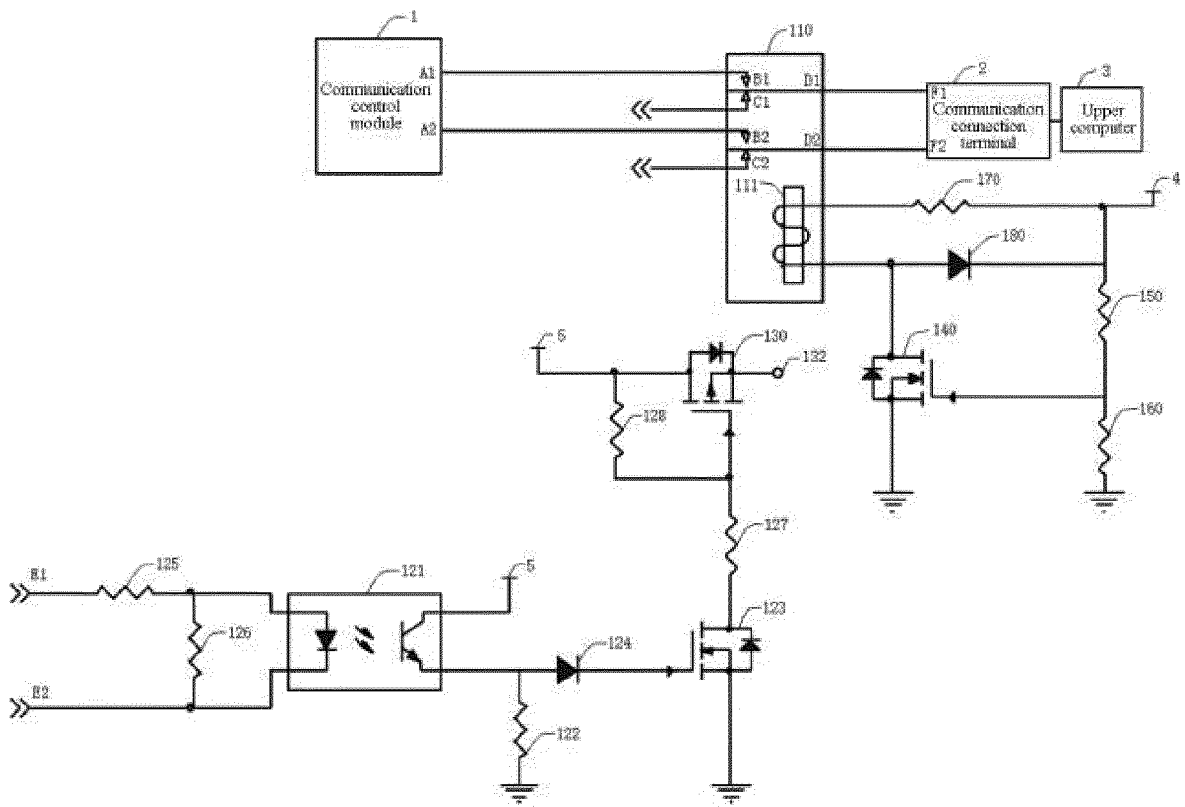 1
110
A1
Communication
control
module
A2
B1
D1
C1
B2
D2
C2
2
F1
Communication
connection
terminal
F2
3
Upper
computer
111
170
4
180
150
140
160
5
130
132
128
127
E1
125
126
E2
121
5
124
123
122